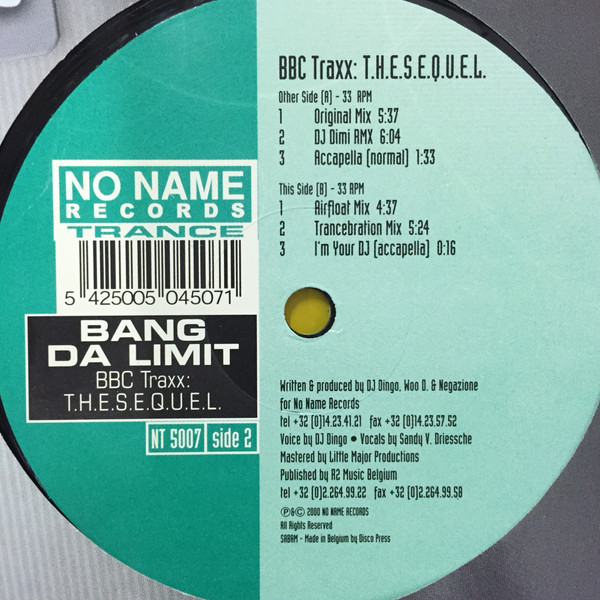 NO NAME
RECORDS
TRANCE
5 425005 045071
BANG
DA LIMIT
BBC Traxx:
T.H.E.S.E.Q.U.E.L.
NT 5007 side 2
BBC Traxx: T.H.E.S.E.Q.U.E.L.
Other Side (A) - 33 RPM
1 Original Mix 5:37
2 DJ Dimi RMX 6:04
3 Accapella (normal) 1:33
This Side (B) - 33 RPM
1 Airfloat Mix 4:37
2 Trancebration Mix 5:24
3 I'm Your DJ (accapella) 0:16
Written & produced by DJ Dingo, Woo D. & Negazione
for No Name Records
tel +32 (0)14.23.41.21 fax +32 (0)14.23.57.52
Voice by DJ Dingo • Vocals by Sandy V. Driessche
Mastered by Little Major Productions
Published by R2 Music Belgium
tel +32 (0)2.264.99.22 fax +32 (0)2.264.99.58
℗&© 2000 NO NAME RECORDS
All Rights Reserved
SABAM - Made in Belgium by Disco Press